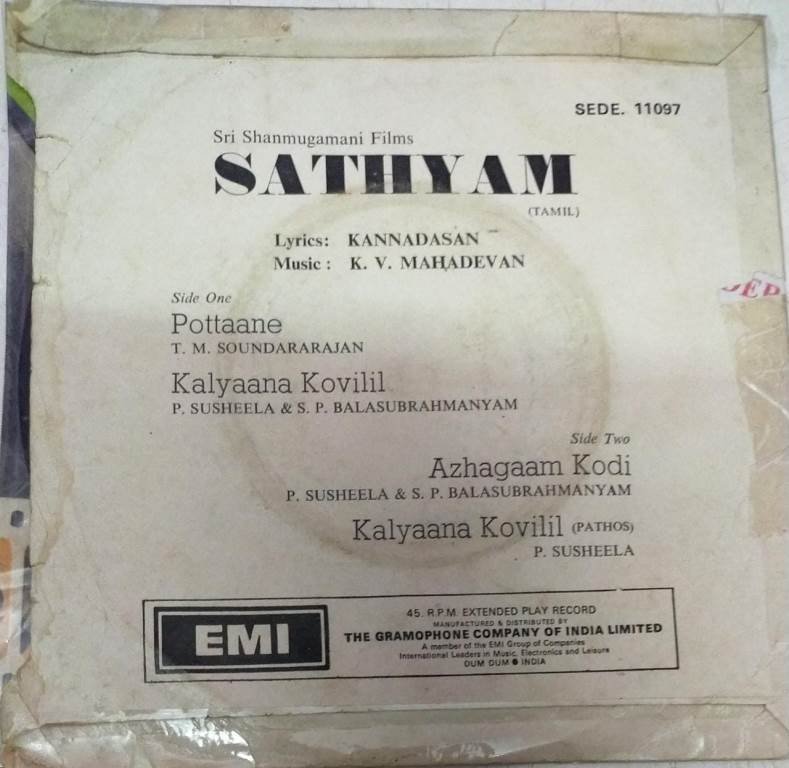 SEDE. 11097
Sri Shanmugamani Films
SATHYAM
(TAMIL)
Lyrics: KANNADASAN
Music : K. V. MAHADEVAN
Side One
Pottaane
T. M. SOUNDARARAJAN
Kalyaana Kovilil
P. SUSHEELA & S. P. BALASUBRAHMANYAM
Side Two
Azhagaam Kodi
P. SUSHEELA & S. P. BALASUBRAHMANYAM
Kalyaana Kovilil (PATHOS)
P. SUSHEELA
EMI
45. R.P.M. EXTENDED PLAY RECORD
MANUFACTURED & DISTRIBUTED BY
THE GRAMOPHONE COMPANY OF INDIA LIMITED
A member of the EMI Group of Companies
International Leaders in Music, Electronics and Leisure
DUM DUM ● INDIA